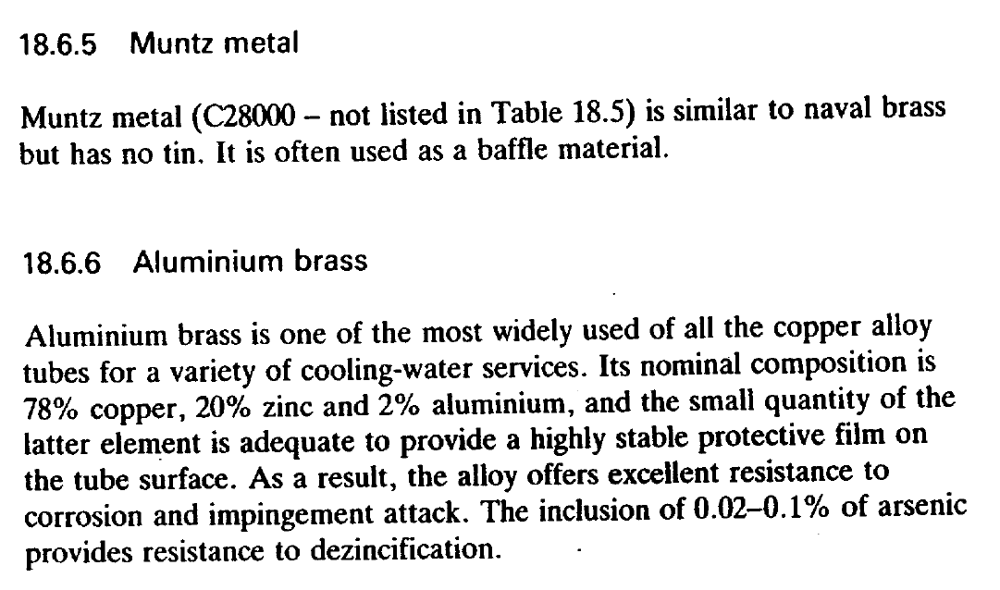 18.6.5 Muntz metal
Muntz metal (C28000 – not listed in Table 18.5) is similar to naval brass
but has no tin. It is often used as a baffle material.
18.6.6 Aluminium brass
Aluminium brass is one of the most widely used of all the copper alloy
tubes for a variety of cooling-water services. Its nominal composition is
78% copper, 20% zinc and 2% aluminium, and the small quantity of the
latter element is adequate to provide a highly stable protective film on
the tube surface. As a result, the alloy offers excellent resistance to
corrosion and impingement attack. The inclusion of 0.02–0.1% of arsenic
provides resistance to dezincification.